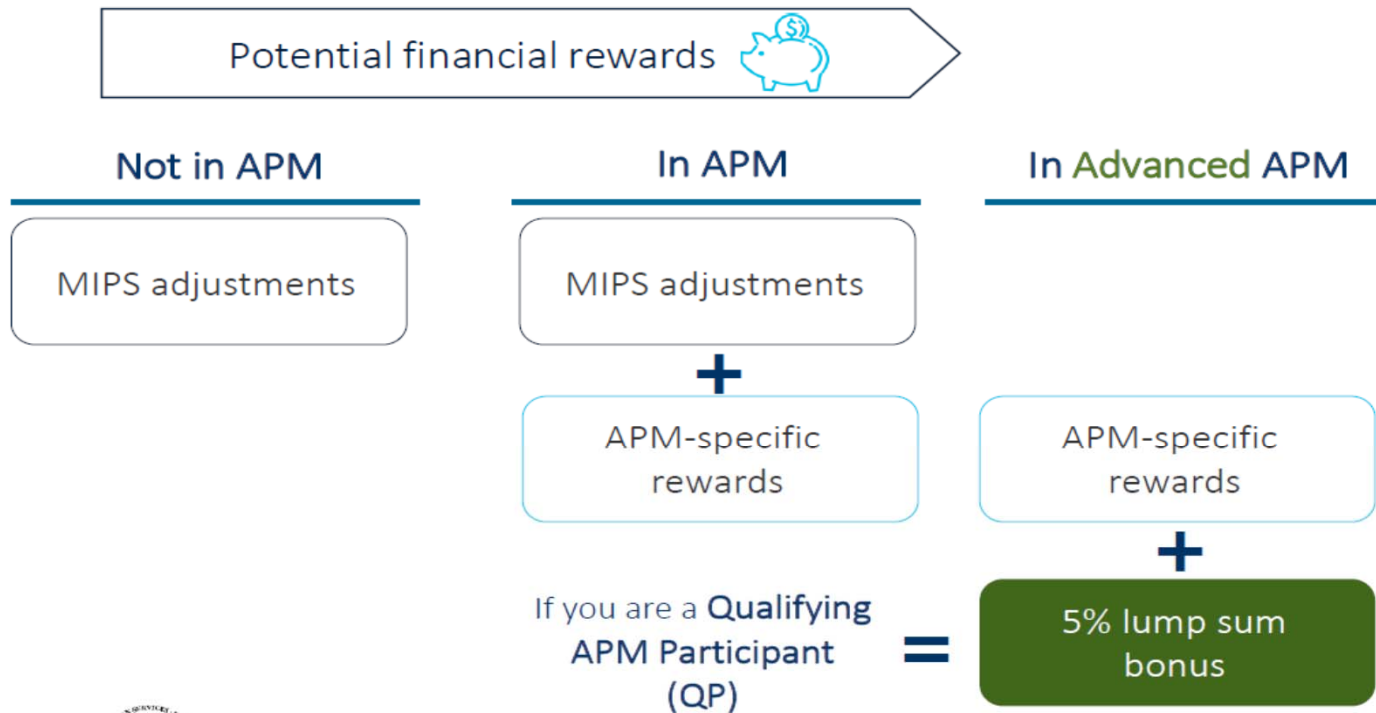 Potential financial rewards
$
Not in APM
In APM
In Advanced APM
MIPS adjustments
MIPS adjustments
+
+
APM-specific
rewards
APM-specific
rewards
If you are a Qualifying
APM Participant
(QP)
=
5% lump sum
bonus